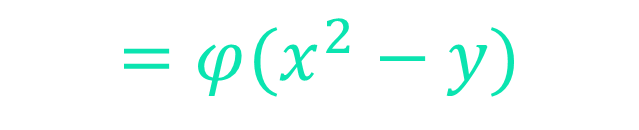 = φ(x² − y)